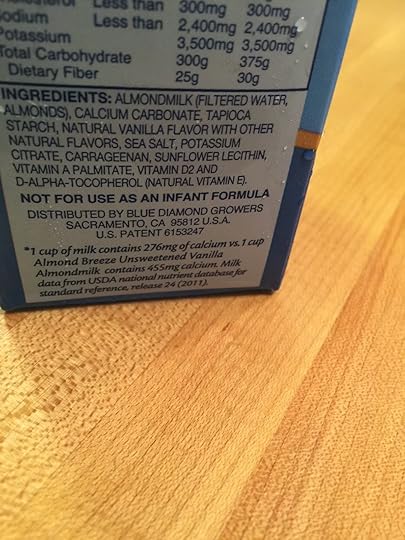 Less than 300mg 300mg
Less than 2,400mg 2,400mg
Potassium 3,500mg 3,500mg
Total Carbohydrate 300g 375g
Dietary Fiber 25g 30g
INGREDIENTS: ALMONDMILK (FILTERED WATER,
ALMONDS), CALCIUM CARBONATE, TAPIOCA
STARCH, NATURAL VANILLA FLAVOR WITH OTHER
NATURAL FLAVORS, SEA SALT, POTASSIUM
CITRATE, CARRAGEENAN, SUNFLOWER LECITHIN,
VITAMIN A PALMITATE, VITAMIN D2 AND
D-ALPHA-TOCOPHEROL (NATURAL VITAMIN E).
NOT FOR USE AS AN INFANT FORMULA
DISTRIBUTED BY BLUE DIAMOND GROWERS
SACRAMENTO, CA 95812 U.S.A.
U.S. PATENT 6153247
*1 cup of milk contains 276mg of calcium vs. 1 cup
Almond Breeze Unsweetened Vanilla
Almondmilk contains 455mg calcium. Milk
data from USDA national nutrient database for
standard reference, release 24 (2011).